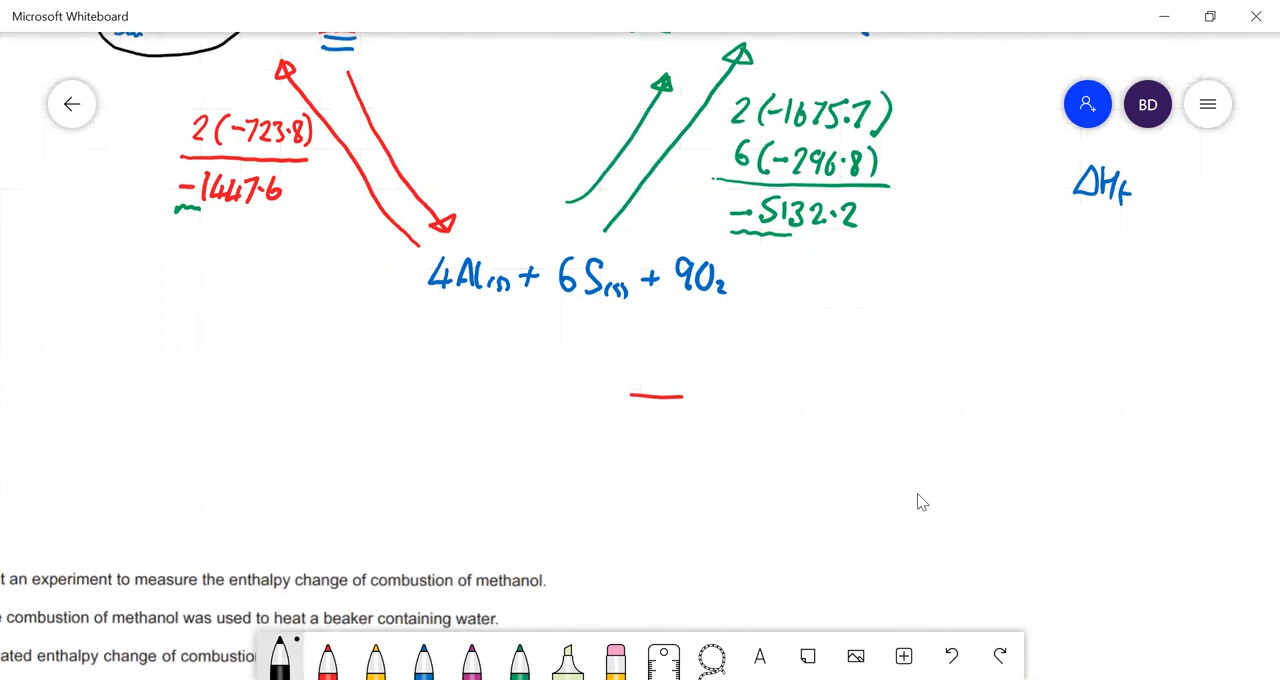 Microsoft Whiteboard
BD
2(-723.8)
-1447.6
2(-1675.7)
6(-296.8)
-5132.2
ΔHf
4Al(s) + 6S(s) + 9O2
t an experiment to measure the enthalpy change of combustion of methanol.
combustion of methanol was used to heat a beaker containing water.
ated enthalpy change of combustio
A